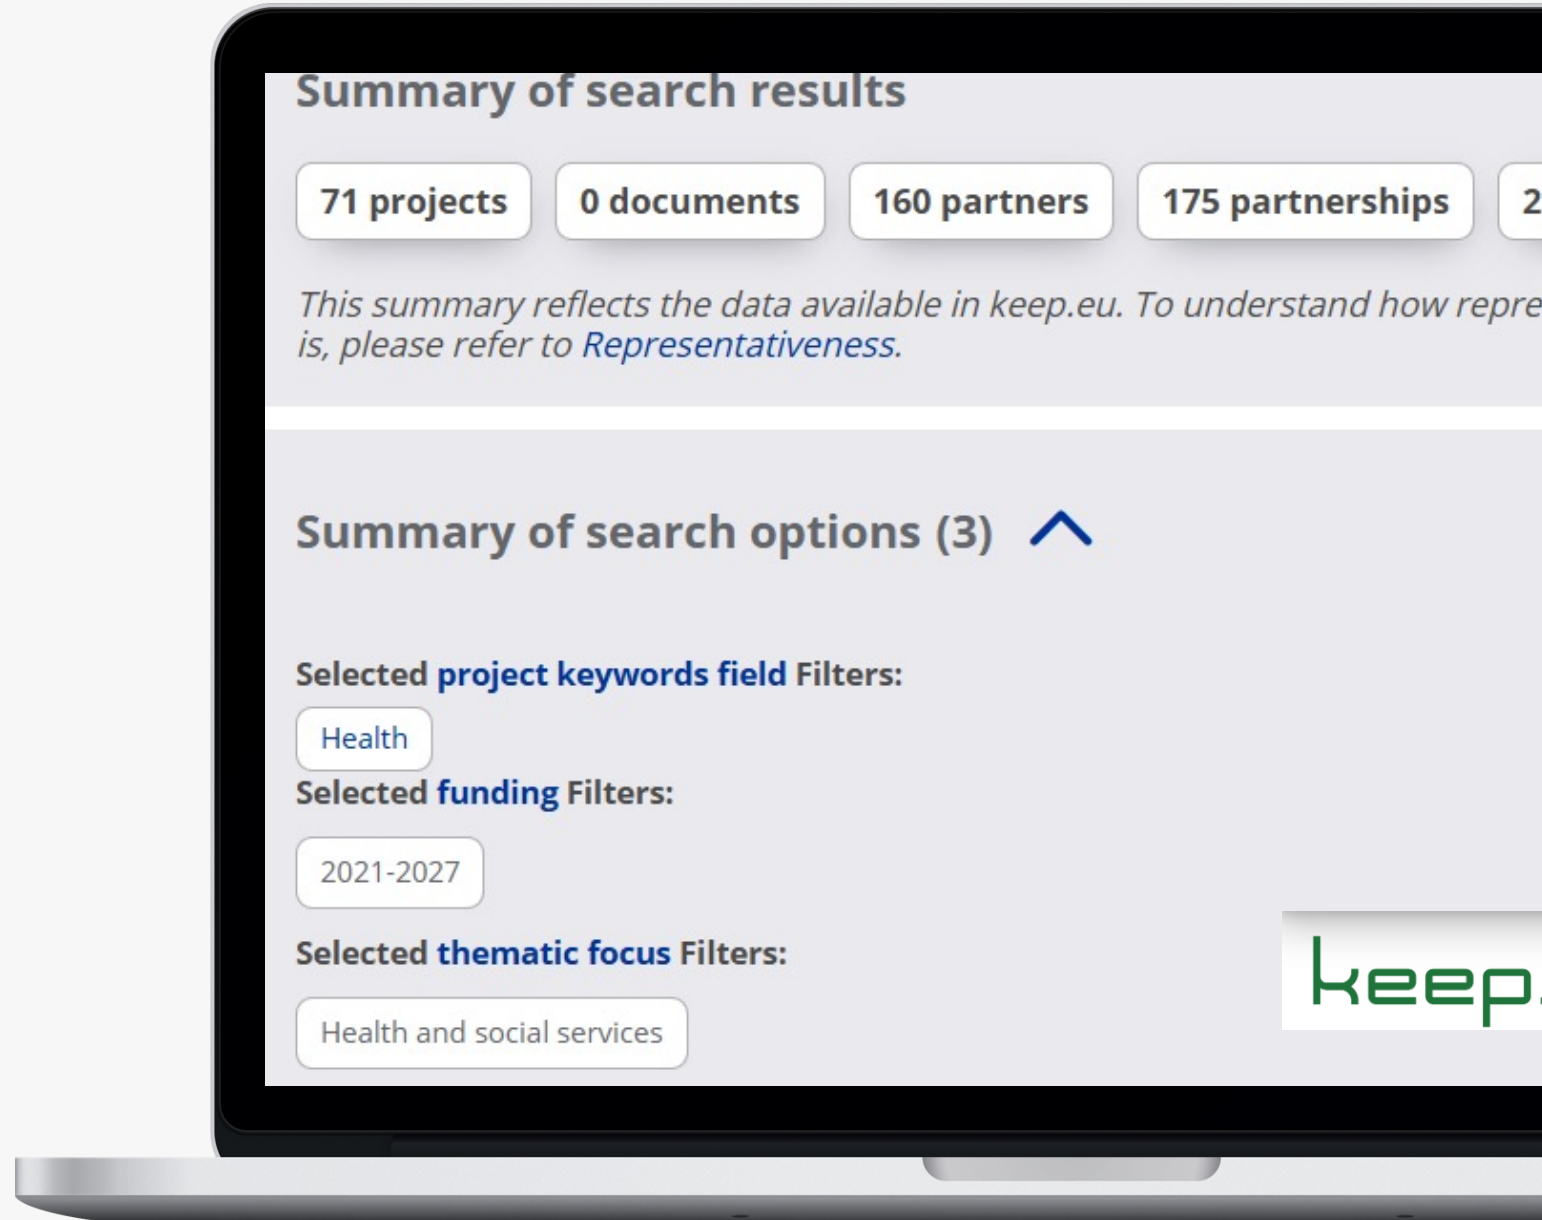 Summary of search results
71 projects 0 documents 160 partners 175 partnerships
This summary reflects the data available in keep.eu. To understand how
is, please refer to Representativeness.
Summary of search options (3)
Selected project keywords field Filters:
Health
Selected funding Filters:
2021-2027
Selected thematic focus Filters:
Health and social services
keep.